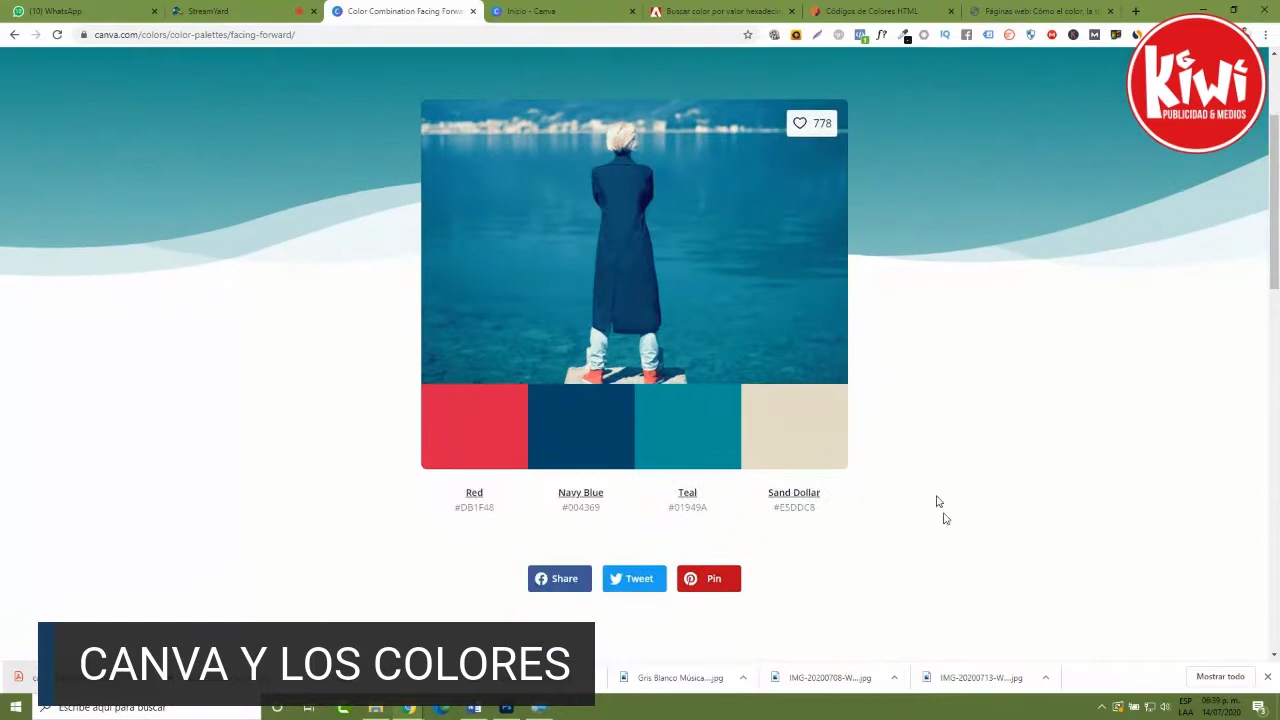 (10) WhatsApp
StreamYard
Color Combination Facing Forw
Inicio - Canva
Buscar color por valor hexadecim
Códigos de Colores HTML
Páginas web: Cómo el color, la t
canva.com/colors/color-palettes/facing-forward/
KIWI
PUBLICIDAD & MEDIOS
778
Red
Navy Blue
Teal
Sand Dollar
#DB1F48
#004369
#01949A
#E5DDC8
Share
Tweet
Pin
CANVA Y LOS COLORES
Gris Blanco Música....jpg
IMG-20200708-W....jpg
IMG-20200713-W....jpg
Mostrar todo
Escribe aquí para buscar
ESP
LAA
06:39 p. m.
14/07/2020